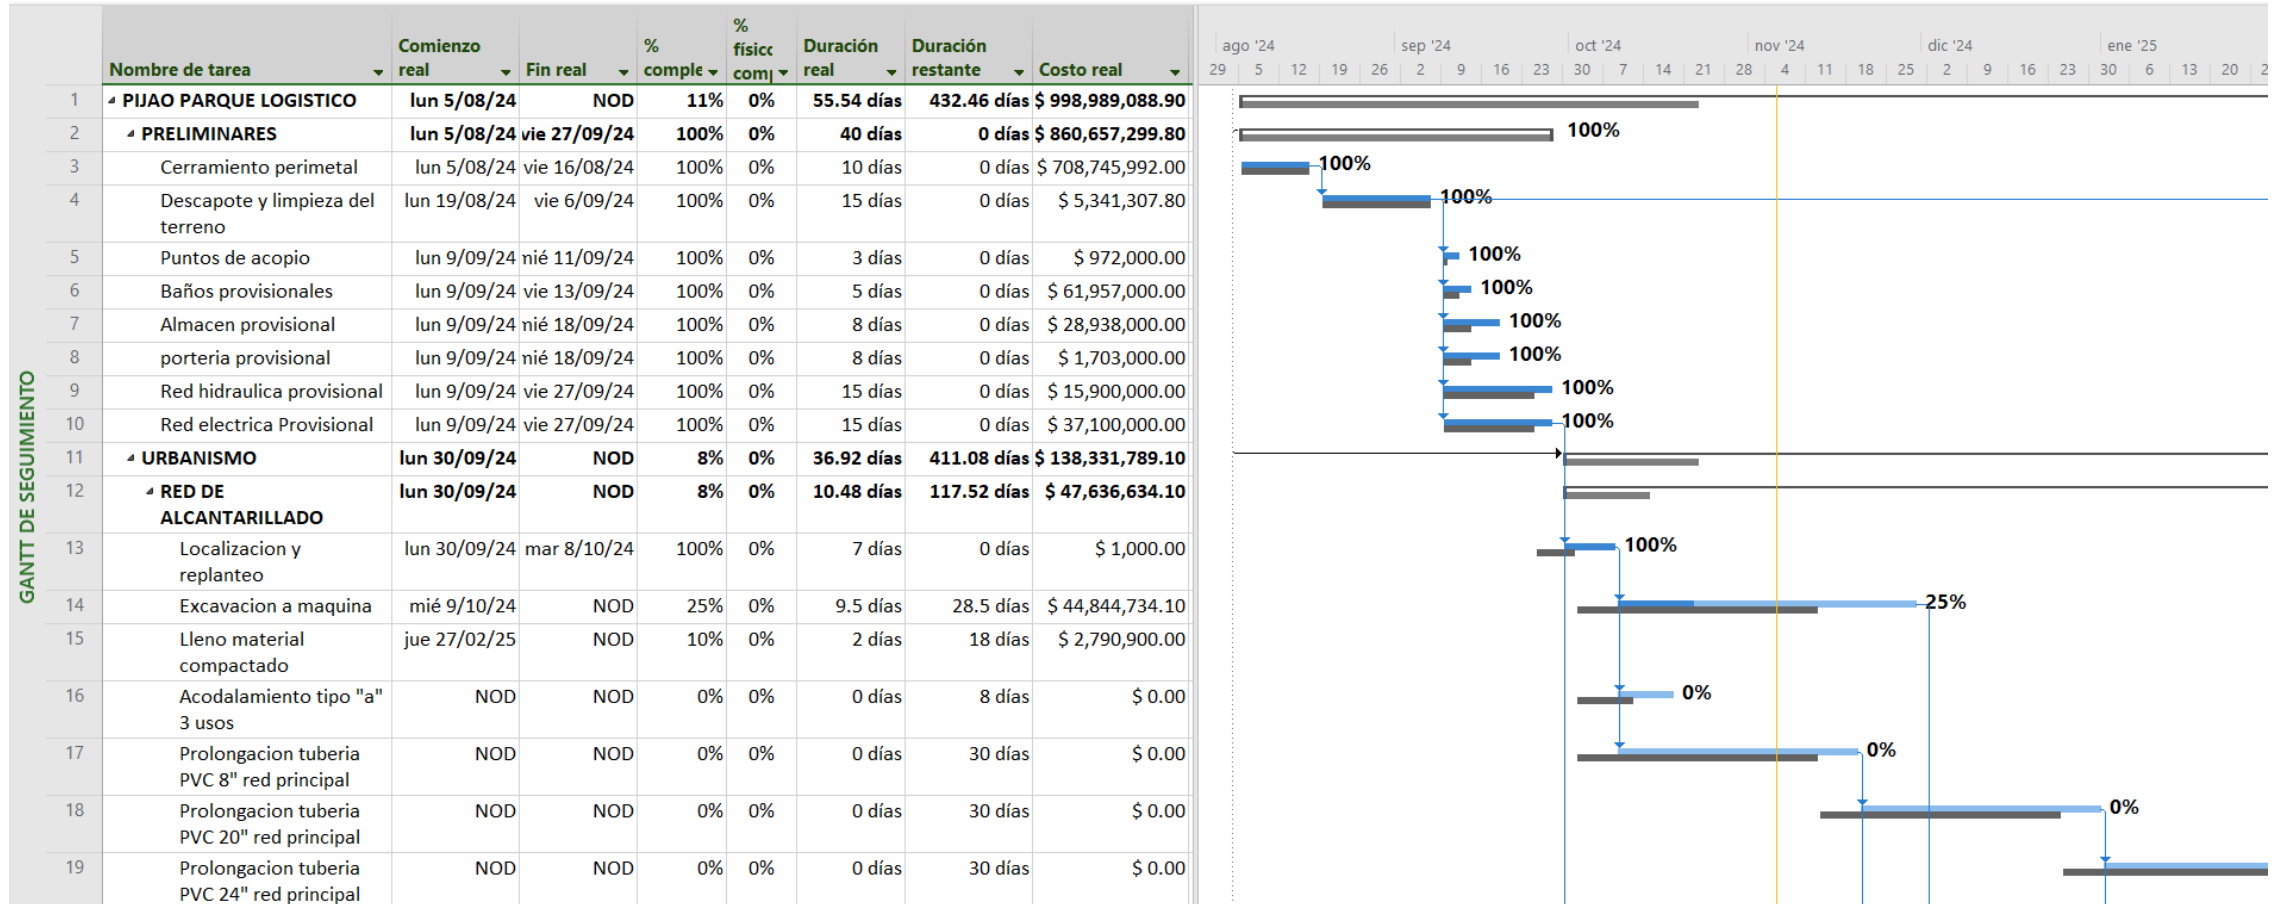 GANTT DE SEGUIMIENTO
Nombre de tarea Comienzo real Fin real % comple % físicc com Duración real Duración restante Costo real
ago '24 sep '24 oct '24 nov '24 dic '24 ene '25
29 5 12 19 26 2 9 16 23 30 7 14 21 28 4 11 18 25 2 9 16 23 30 6 13 20 2
1 PIJAO PARQUE LOGISTICO lun 5/08/24 NOD 11% 0% 55.54 días 432.46 días $ 998,989,088.90
2 PRELIMINARES lun 5/08/24 vie 27/09/24 100% 0% 40 días 0 días $ 860,657,299.80 100%
3 Cerramiento perimetal lun 5/08/24 vie 16/08/24 100% 0% 10 días 0 días $ 708,745,992.00 100%
4 Descapote y limpieza del terreno lun 19/08/24 vie 6/09/24 100% 0% 15 días 0 días $ 5,341,307.80 100%
5 Puntos de acopio lun 9/09/24 mié 11/09/24 100% 0% 3 días 0 días $ 972,000.00 100%
6 Baños provisionales lun 9/09/24 vie 13/09/24 100% 0% 5 días 0 días $ 61,957,000.00 100%
7 Almacen provisional lun 9/09/24 mié 18/09/24 100% 0% 8 días 0 días $ 28,938,000.00 100%
8 porteria provisional lun 9/09/24 mié 18/09/24 100% 0% 8 días 0 días $ 1,703,000.00 100%
9 Red hidraulica provisional lun 9/09/24 vie 27/09/24 100% 0% 15 días 0 días $ 15,900,000.00 100%
10 Red electrica Provisional lun 9/09/24 vie 27/09/24 100% 0% 15 días 0 días $ 37,100,000.00 100%
11 URBANISMO lun 30/09/24 NOD 8% 0% 36.92 días 411.08 días $ 138,331,789.10
12 RED DE ALCANTARILLADO lun 30/09/24 NOD 8% 0% 10.48 días 117.52 días $ 47,636,634.10
13 Localizacion y replanteo lun 30/09/24 mar 8/10/24 100% 0% 7 días 0 días $ 1,000.00 100%
14 Excavacion a maquina mié 9/10/24 NOD 25% 0% 9.5 días 28.5 días $ 44,844,734.10 25%
15 Lleno material compactado jue 27/02/25 NOD 10% 0% 2 días 18 días $ 2,790,900.00
16 Acodalamiento tipo "a" 3 usos NOD NOD 0% 0% 0 días 8 días $ 0.00 0%
17 Prolongacion tuberia PVC 8" red principal NOD NOD 0% 0% 0 días 30 días $ 0.00 0%
18 Prolongacion tuberia PVC 20" red principal NOD NOD 0% 0% 0 días 30 días $ 0.00 0%
19 Prolongacion tuberia PVC 24" red principal NOD NOD 0% 0% 0 días 30 días $ 0.00